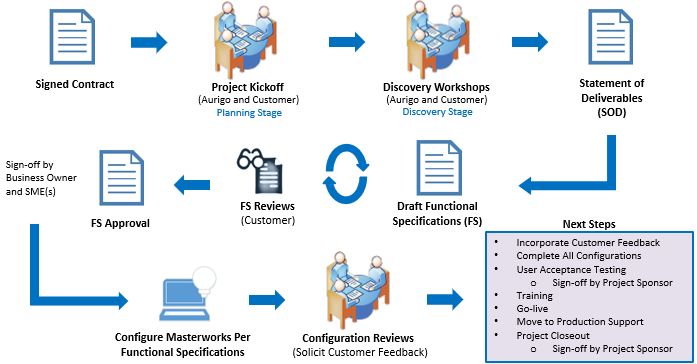 Signed Contract
Project Kickoff
(Aurigo and Customer)
Planning Stage
Discovery Workshops
(Aurigo and Customer)
Discovery Stage
Statement of
Deliverables
(SOD)
Sign-off by
Business Owner
and SME(s)
FS Approval
FS Reviews
(Customer)
Draft Functional
Specifications (FS)
Next Steps
• Incorporate Customer Feedback
• Complete All Configurations
• User Acceptance Testing
o Sign-off by Project Sponsor
• Training
• Go-live
• Move to Production Support
• Project Closeout
o Sign-off by Project Sponsor
Configure Masterworks Per
Functional Specifications
Configuration Reviews
(Solicit Customer Feedback)